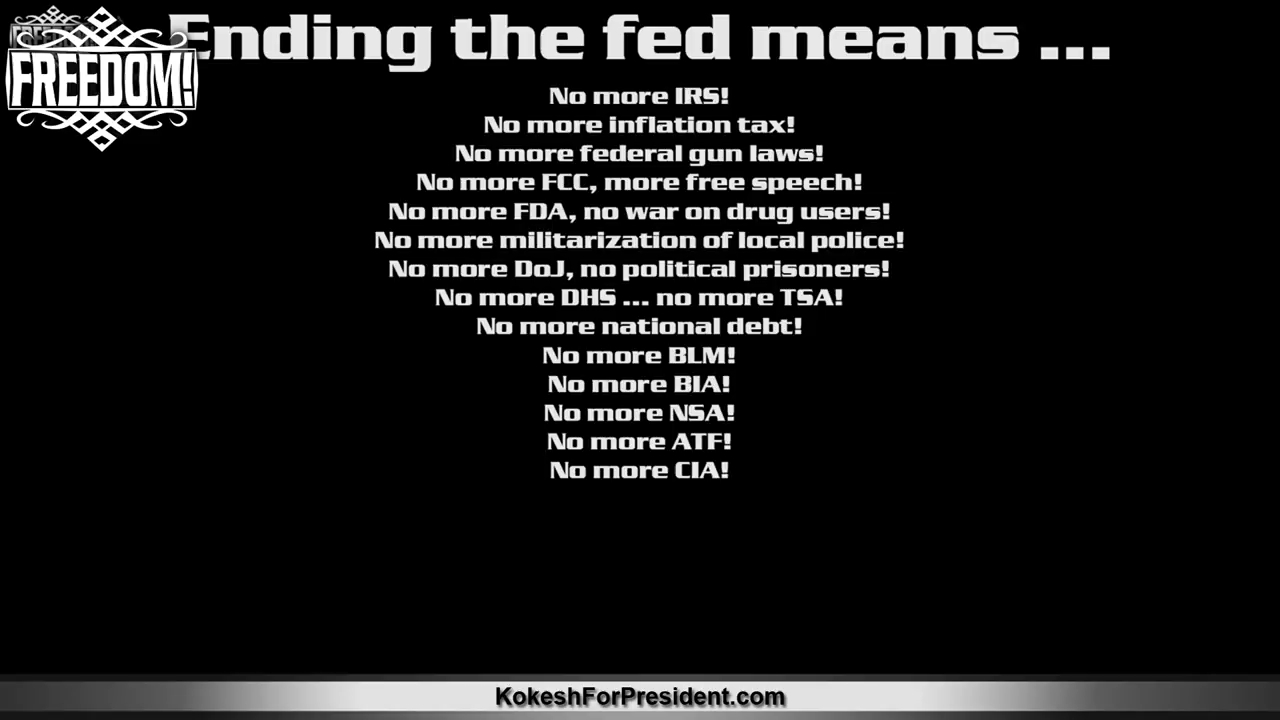 Ending the fed means ...
FREEDOM!
No more IRS!
No more inflation tax!
No more federal gun laws!
No more FCC, more free speech!
No more FDA, no war on drug users!
No more militarization of local police!
No more DoJ, no political prisoners!
No more DHS ... no more TSA!
No more national debt!
No more BLM!
No more BIA!
No more NSA!
No more ATF!
No more CIA!
KokeshForPresident.com